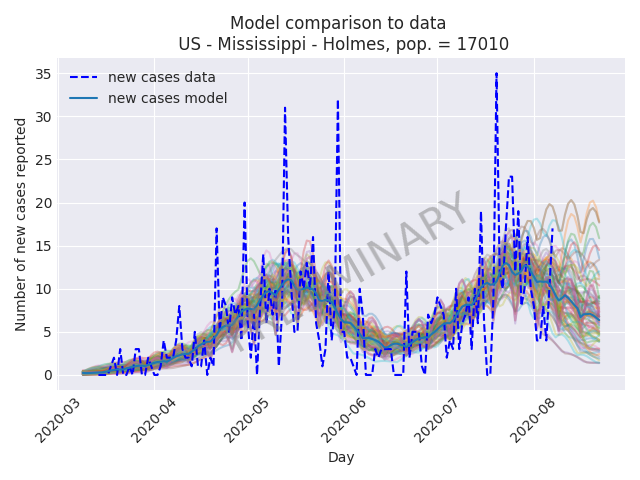 Model comparison to data
US - Mississippi - Holmes, pop. = 17010
new cases data
new cases model
Number of new cases reported
35
30
25
20
15
10
5
0
2020-03
2020-04
2020-05
2020-06
2020-07
2020-08
Day